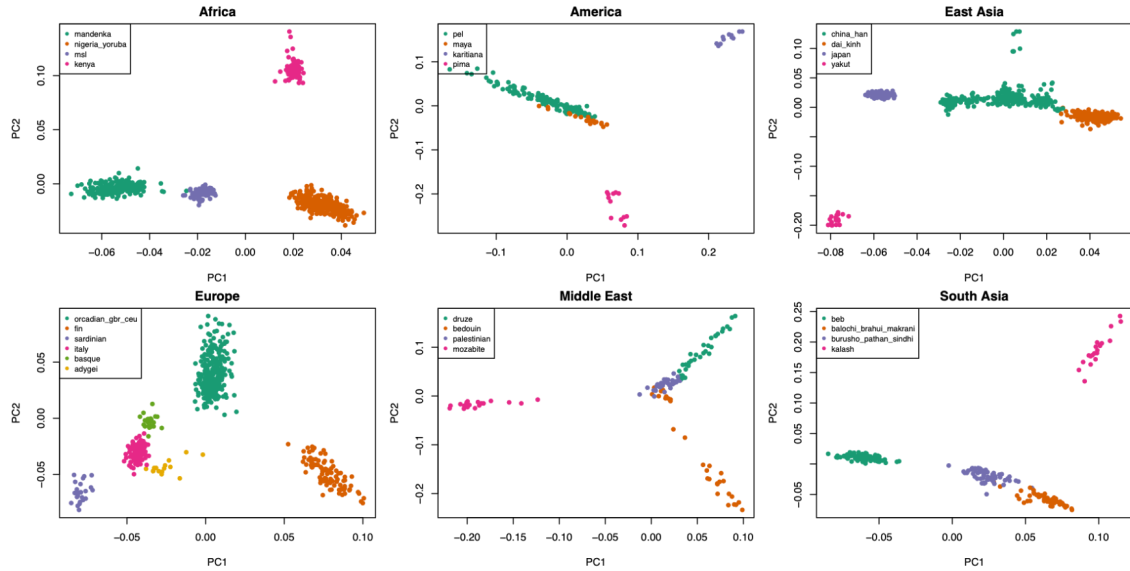 Africa
mandenka
nigeria_yoruba
msl
kenya
PC2
0.00
0.05
0.10
−0.06
−0.04
−0.02
0.00
0.02
0.04
PC1
America
pel
maya
karitiana
pima
PC2
−0.2
−0.1
0.0
0.1
−0.1
0.0
0.1
0.2
PC1
East Asia
china_han
dai_kinh
japan
yakut
PC2
−0.20
−0.10
0.00
0.05
0.10
−0.08
−0.06
−0.04
−0.02
0.00
0.02
0.04
PC1
Europe
orcadian_gbr_ceu
fin
sardinian
italy
basque
adygei
PC2
−0.05
0.00
0.05
−0.05
0.00
0.05
0.10
PC1
Middle East
druze
bedouin
palestinian
mozabite
PC2
−0.2
−0.1
0.0
0.1
−0.20
−0.15
−0.10
−0.05
0.00
0.05
0.10
PC1
South Asia
beb
balochi_brahui_makrani
burusho_pathan_sindhi
kalash
PC2
−0.05
0.05
0.10
0.15
0.20
0.25
−0.05
0.00
0.05
0.10
PC1